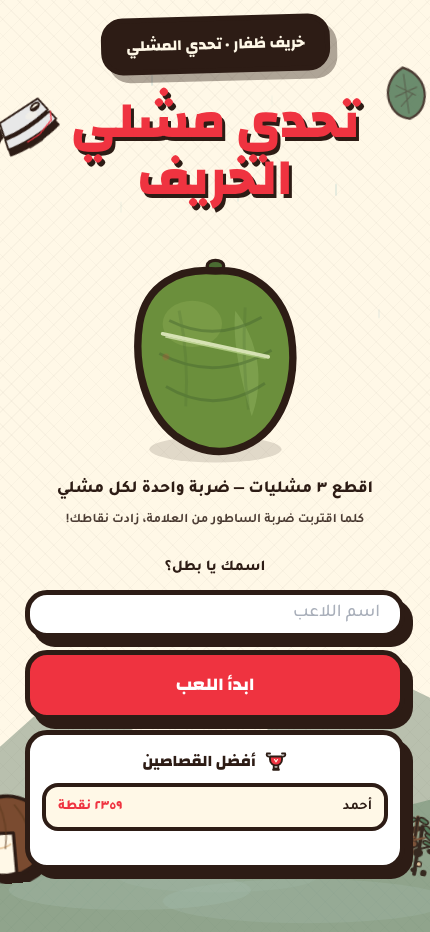 خريف ظفار • تحدي المشلي
تحدي مشلي
الخريف
اقطع ٣ مشليات – ضربة واحدة لكل مشلي
كلما اقتربت ضربة الساطور من العلامة، زادت نقاطك!
اسمك يا بطل؟
اسم اللاعب
ابدأ اللعب
أفضل القصاصين
أحمد
٢٣٥٩ نقطة